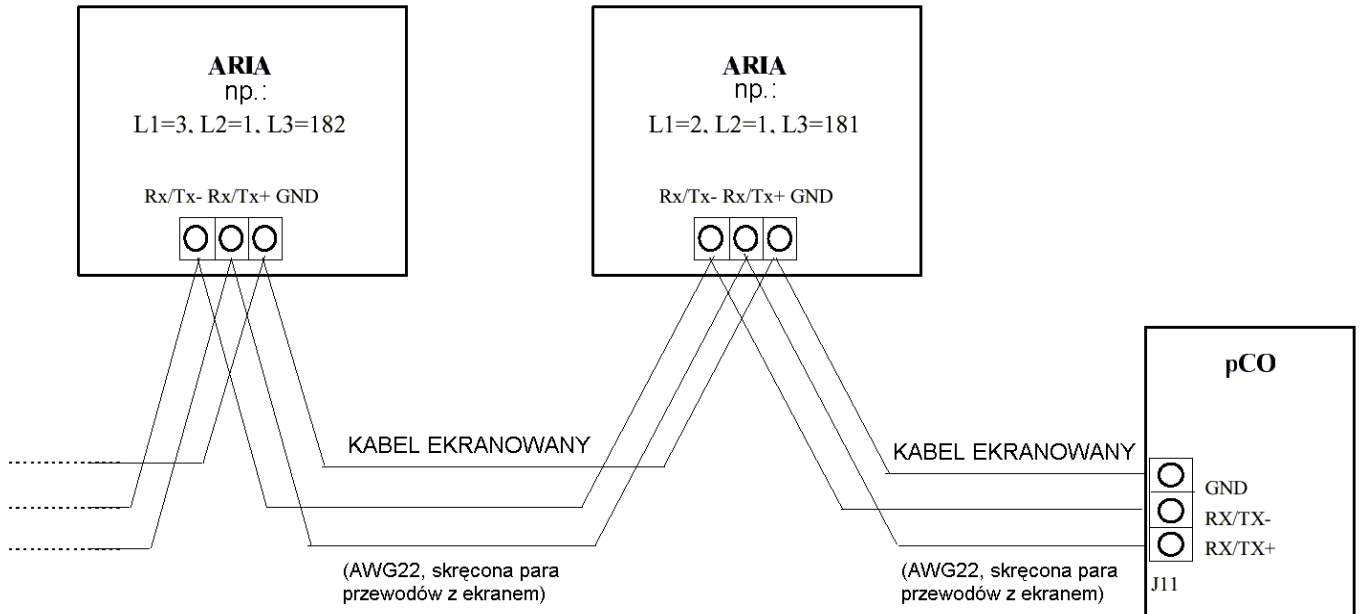 ARIA
np.:
L1=3, L2=1, L3=182
Rx/Tx- Rx/Tx+ GND
ARIA
np.:
L1=2, L2=1, L3=181
Rx/Tx- Rx/Tx+ GND
pCO
KABEL EKRANOWANY
KABEL EKRANOWANY
GND
RX/TX-
RX/TX+
J11
(AWG22, skręcona para
przewodów z ekranem)
(AWG22, skręcona para
przewodów z ekranem)